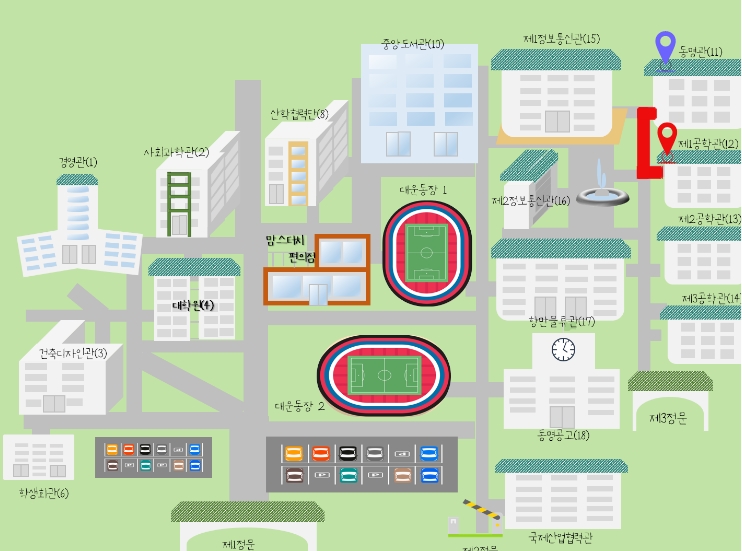 중앙도서관(10)
제1정보통신관(15)
동명관(11)
산학협력단(8)
경영관(1)
사회과학관(2)
제1공학관(12)
대운동장 1
제2정보통신관(16)
제2공학관(13)
맘스터치
편의점
대학원(4)
제3공학관(14)
항만물류관(17)
건축디자인관(3)
대운동장 2
제3정문
동명공고(18)
학생회관(6)
국제산업협력관
제1정문
제2정문